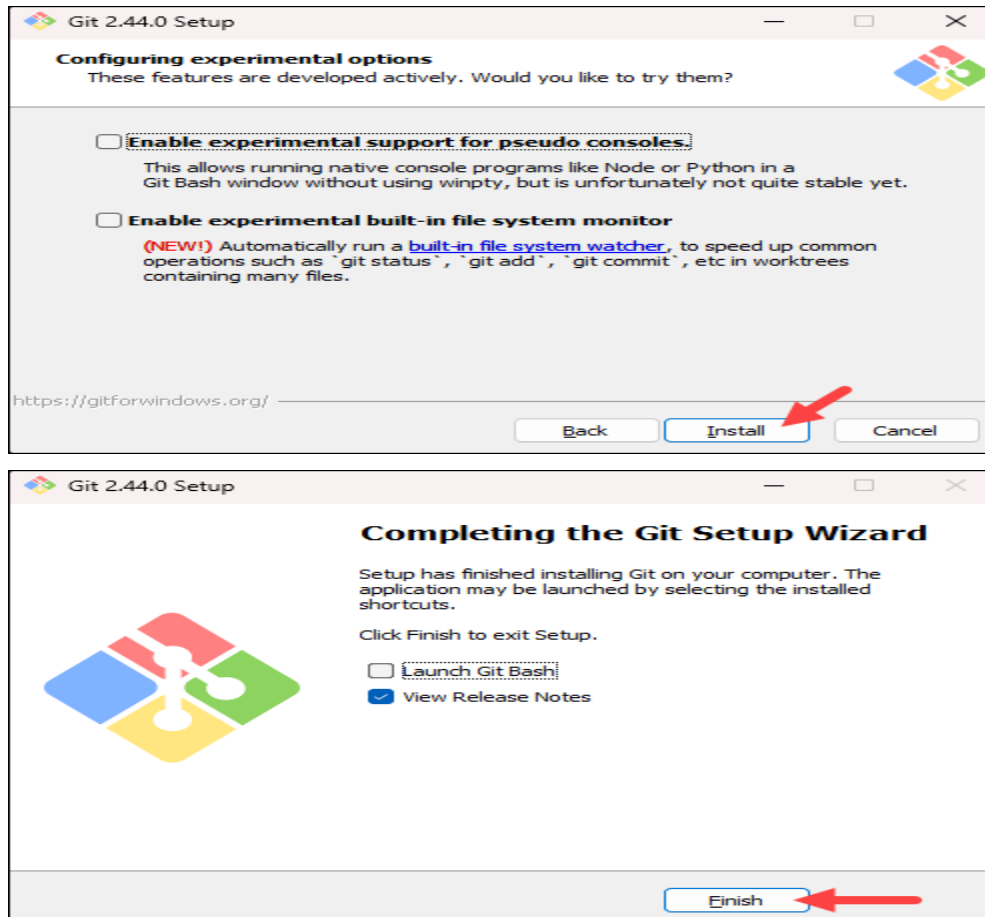 Git 2.44.0 Setup
Configuring experimental options
These features are developed actively. Would you like to try them?
Enable experimental support for pseudo consoles.
This allows running native console programs like Node or Python in a
Git Bash window without using winpty, but is unfortunately not quite stable yet.
Enable experimental built-in file system monitor
(NEW!) Automatically run a built-in file system watcher, to speed up common
operations such as `git status`, `git add`, `git commit`, etc in worktrees
containing many files.
https://gitforwindows.org/
Back Install Cancel
Git 2.44.0 Setup
Completing the Git Setup Wizard
Setup has finished installing Git on your computer. The
application may be launched by selecting the installed
shortcuts.
Click Finish to exit Setup.
Launch Git Bash
View Release Notes
Finish